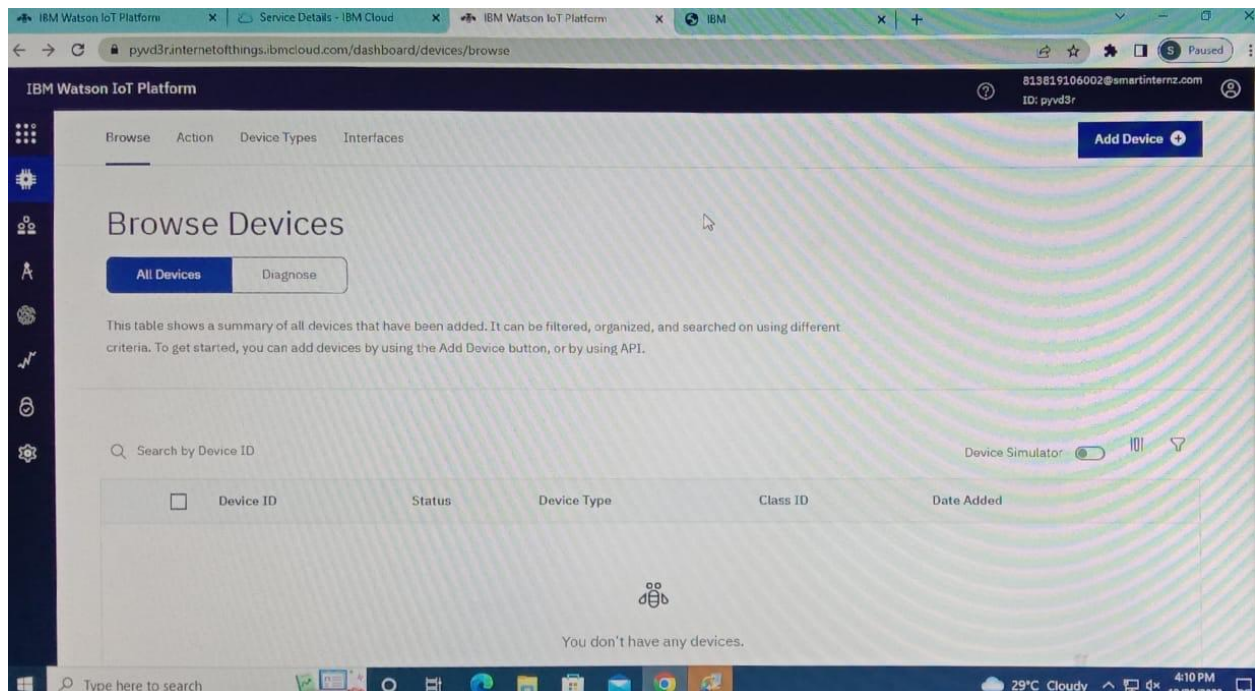 IBM Watson IoT Platform
Service Details - IBM Cloud
IBM Watson IoT Platform
IBM
pyvd3r.internetofthings.ibmcloud.com/dashboard/devices/browse
S Paused
IBM Watson IoT Platform
813819106002@smartinternz.com
ID: pyvd3r
Browse Action Device Types Interfaces
Add Device
Browse Devices
All Devices Diagnose
This table shows a summary of all devices that have been added. It can be filtered, organized, and searched on using different
criteria. To get started, you can add devices by using the Add Device button, or by using API.
Search by Device ID
Device Simulator
Device ID Status Device Type Class ID Date Added
You don't have any devices.
Type here to search
29°C Cloudy
4:10 PM